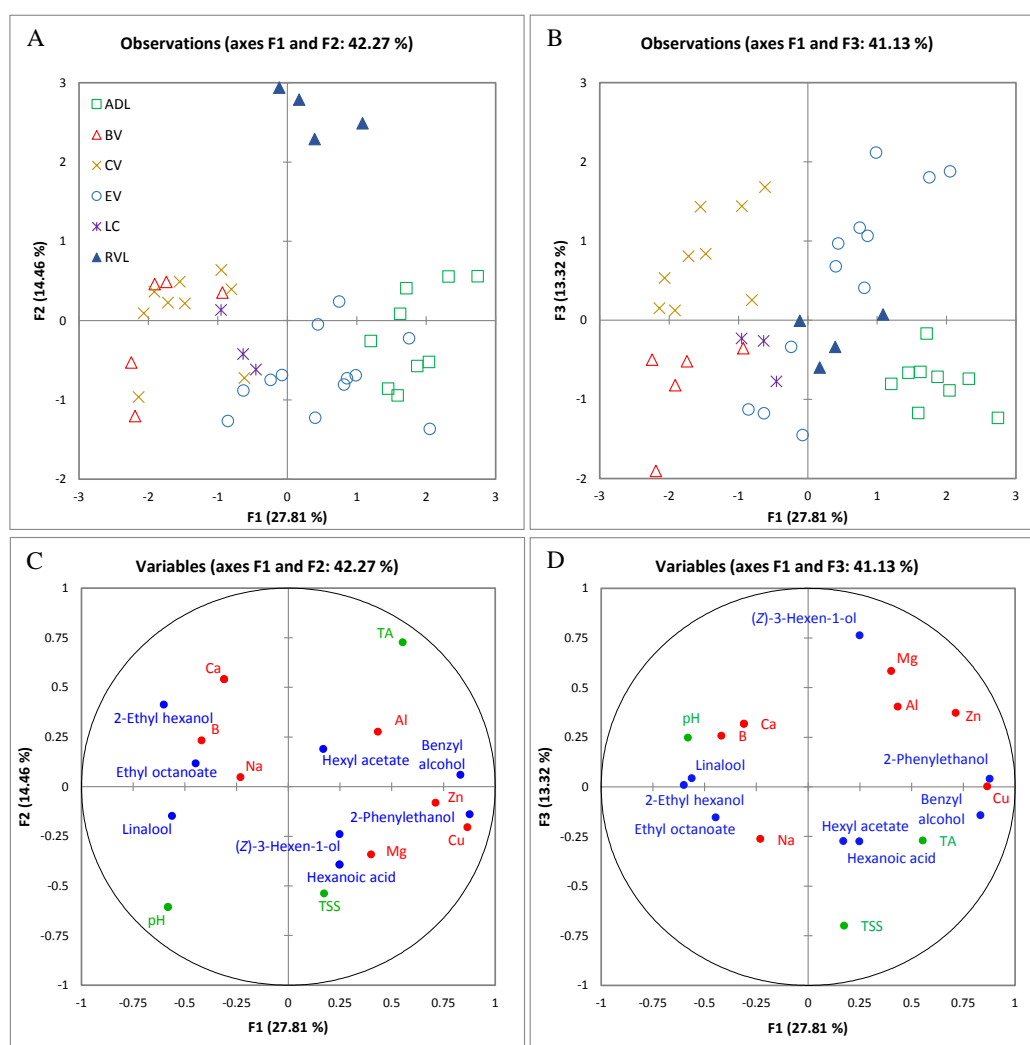 A
Observations (axes F1 and F2: 42.27 %)
3
2
1
0
-1
-2
-3
-2
-1
0
1
2
3
F2 (14.46 %)
F1 (27.81 %)
ADL
BV
CV
EV
LC
RVL
B
Observations (axes F1 and F3: 41.13 %)
3
2
1
0
-1
-2
-3
-2
-1
0
1
2
3
F3 (13.32 %)
F1 (27.81 %)
C
Variables (axes F1 and F2: 42.27 %)
1
0.75
0.5
0.25
0
-0.25
-0.5
-0.75
-1
-1
-0.75
-0.5
-0.25
0
0.25
0.5
0.75
1
F2 (14.46 %)
F1 (27.81 %)
TA
Ca
2-Ethyl hexanol
B
Al
Benzyl
alcohol
Hexyl acetate
Ethyl octanoate
Na
Zn
2-Phenylethanol
Linalool
Cu
(Z)-3-Hexen-1-ol
Mg
Hexanoic acid
TSS
pH
D
Variables (axes F1 and F3: 41.13 %)
1
0.75
0.5
0.25
0
-0.25
-0.5
-0.75
-1
-1
-0.75
-0.5
-0.25
0
0.25
0.5
0.75
1
F3 (13.32 %)
F1 (27.81 %)
(Z)-3-Hexen-1-ol
Mg
Al
Zn
pH
Ca
B
Linalool
2-Phenylethanol
2-Ethyl hexanol
Cu
Benzyl
alcohol
Ethyl octanoate
Na
Hexyl acetate
TA
Hexanoic acid
TSS